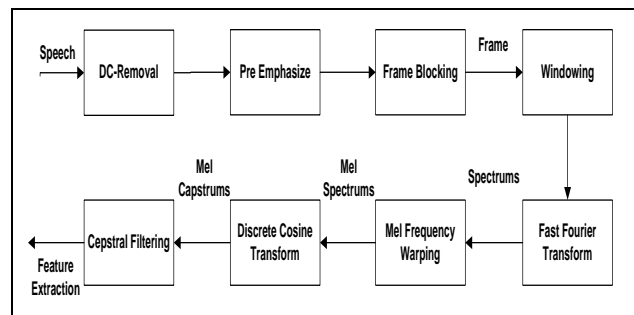 Speech
DC-Removal
Pre Emphasize
Frame Blocking
Frame
Windowing
Fast Fourier
Transform
Spectrums
Mel Frequency
Warping
Mel
Spectrums
Discrete Cosine
Transform
Mel
Capstrums
Cepstral Filtering
Feature
Extraction